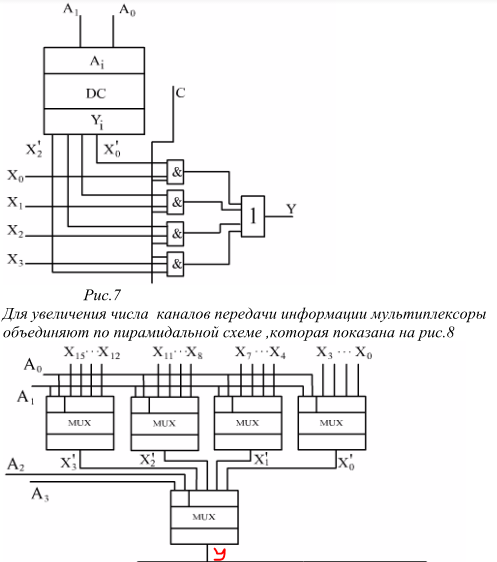 A1 A0
Ai
DC
C
Yi
X'2 X'0
X0 &
X1 &
1 Y
X2 &
X3 &
Рис.7
Для увеличения числа каналов передачи информации мультиплексоры
объединяют по пирамидальной схеме ,которая показана на рис.8
X15···X12 X11···X8 X7···X4 X3 ··· X0
A0
A1
MUX MUX MUX MUX
X'3 X'2 X'1 X'0
A2
A3
MUX
У